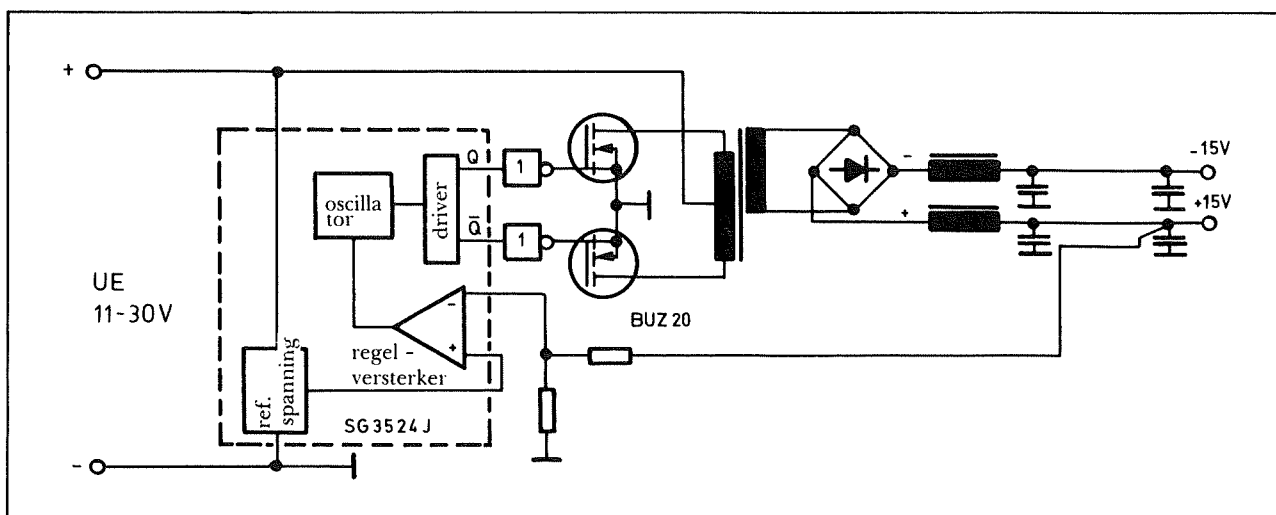 +
-15V
+15V
Q
1
oscilla
tor
driver
-
+
Q̄
1
UE
11-30V
-
+
BUZ 20
regel -
versterker
ref.
spanning
SG3524J
-